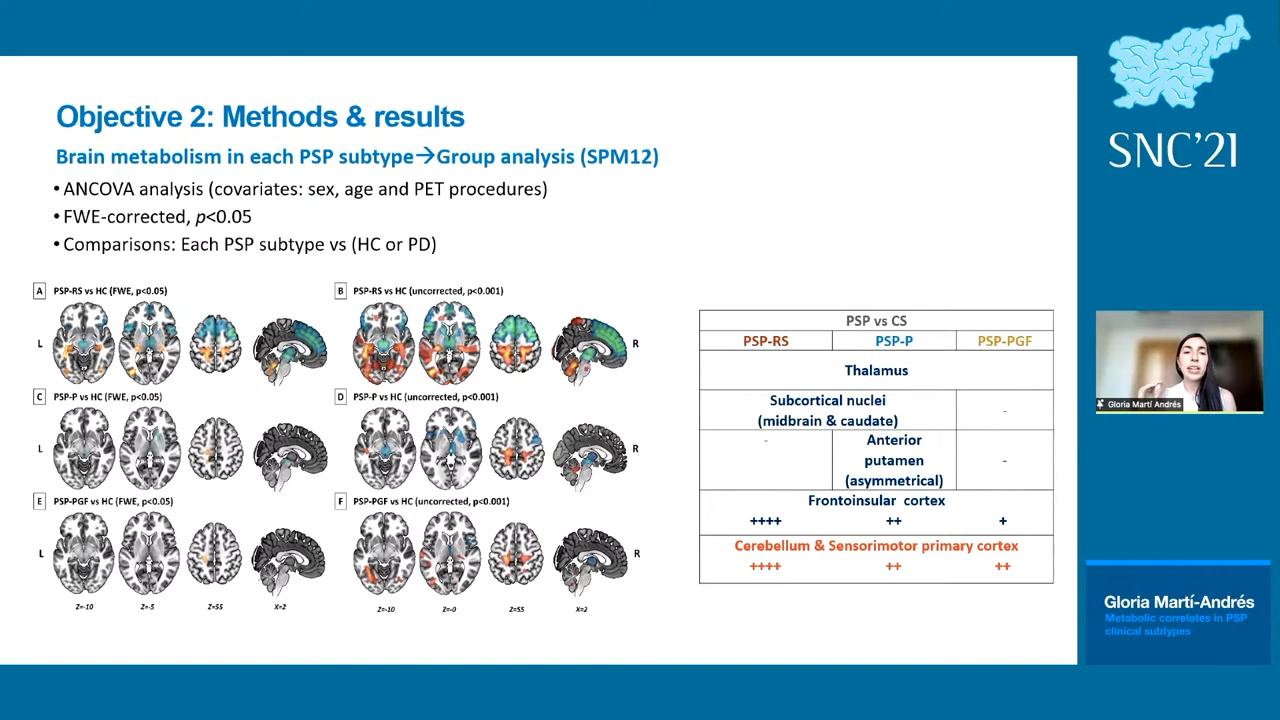 Objective 2: Methods & results
Brain metabolism in each PSP subtype→Group analysis (SPM12)
• ANCOVA analysis (covariates: sex, age and PET procedures)
• FWE-corrected, p<0.05
• Comparisons: Each PSP subtype vs (HC or PD)
A PSP-RS vs HC (FWE, p<0.05)
B PSP-RS vs HC (uncorrected, p<0.001)
L
R
C PSP-P vs HC (FWE, p<0.05)
D PSP-P vs HC (uncorrected, p<0.001)
L
R
E PSP-PGF vs HC (FWE, p<0.05)
F PSP-PGF vs HC (uncorrected, p<0.001)
L
R
Z=-10 Z=-5 Z=55 X=2
Z=-10 Z=-0 Z=55 X=2
PSP vs CS
PSP-RS PSP-P PSP-PGF
Thalamus
Subcortical nuclei
(midbrain & caudate)
-
-
Anterior
putamen
(asymmetrical)
-
Frontoinsular cortex
++++ ++ +
Cerebellum & Sensorimotor primary cortex
++++ ++ ++
SNC'21
Gloria Martí Andrés
Gloria Martí-Andrés
Metabolic correlates in PSP
clinical subtypes